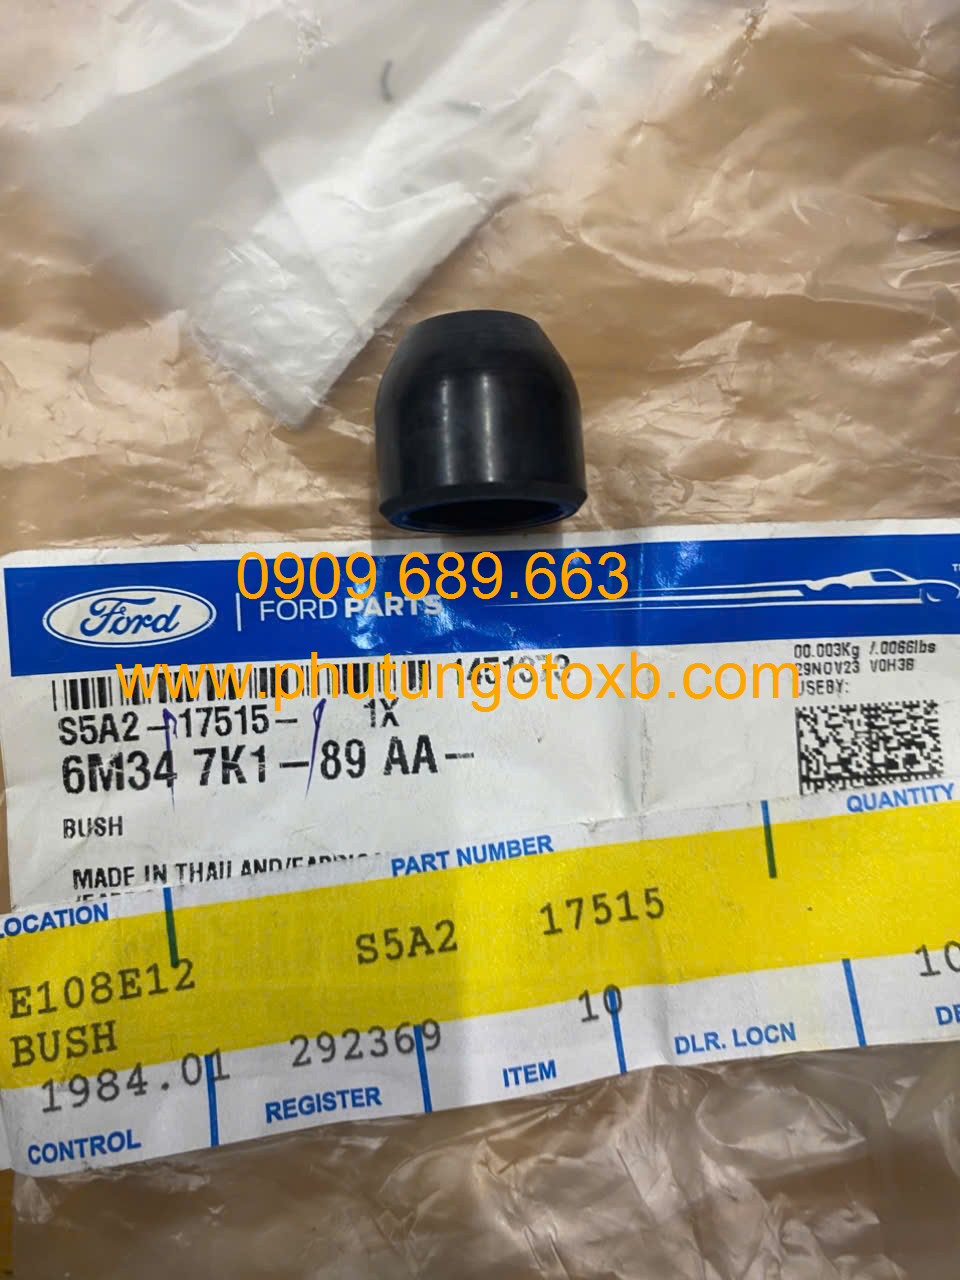 0909.689.663
Ford | FORD PARTS
www.phutungotoxb.com
1451373
00.003Kg /.0066lbs
29NOV23 V0H3B
USEBY:
S5A2-17515- 1X
6M34 7K1-89 AA-
BUSH
MADE IN THAILAND
QUANTITY
PART NUMBER
LOCATION
S5A2 17515
E108E12
BUSH
10
1984.01 292369 10
DLR. LOCN
ITEM
REGISTER
CONTROL